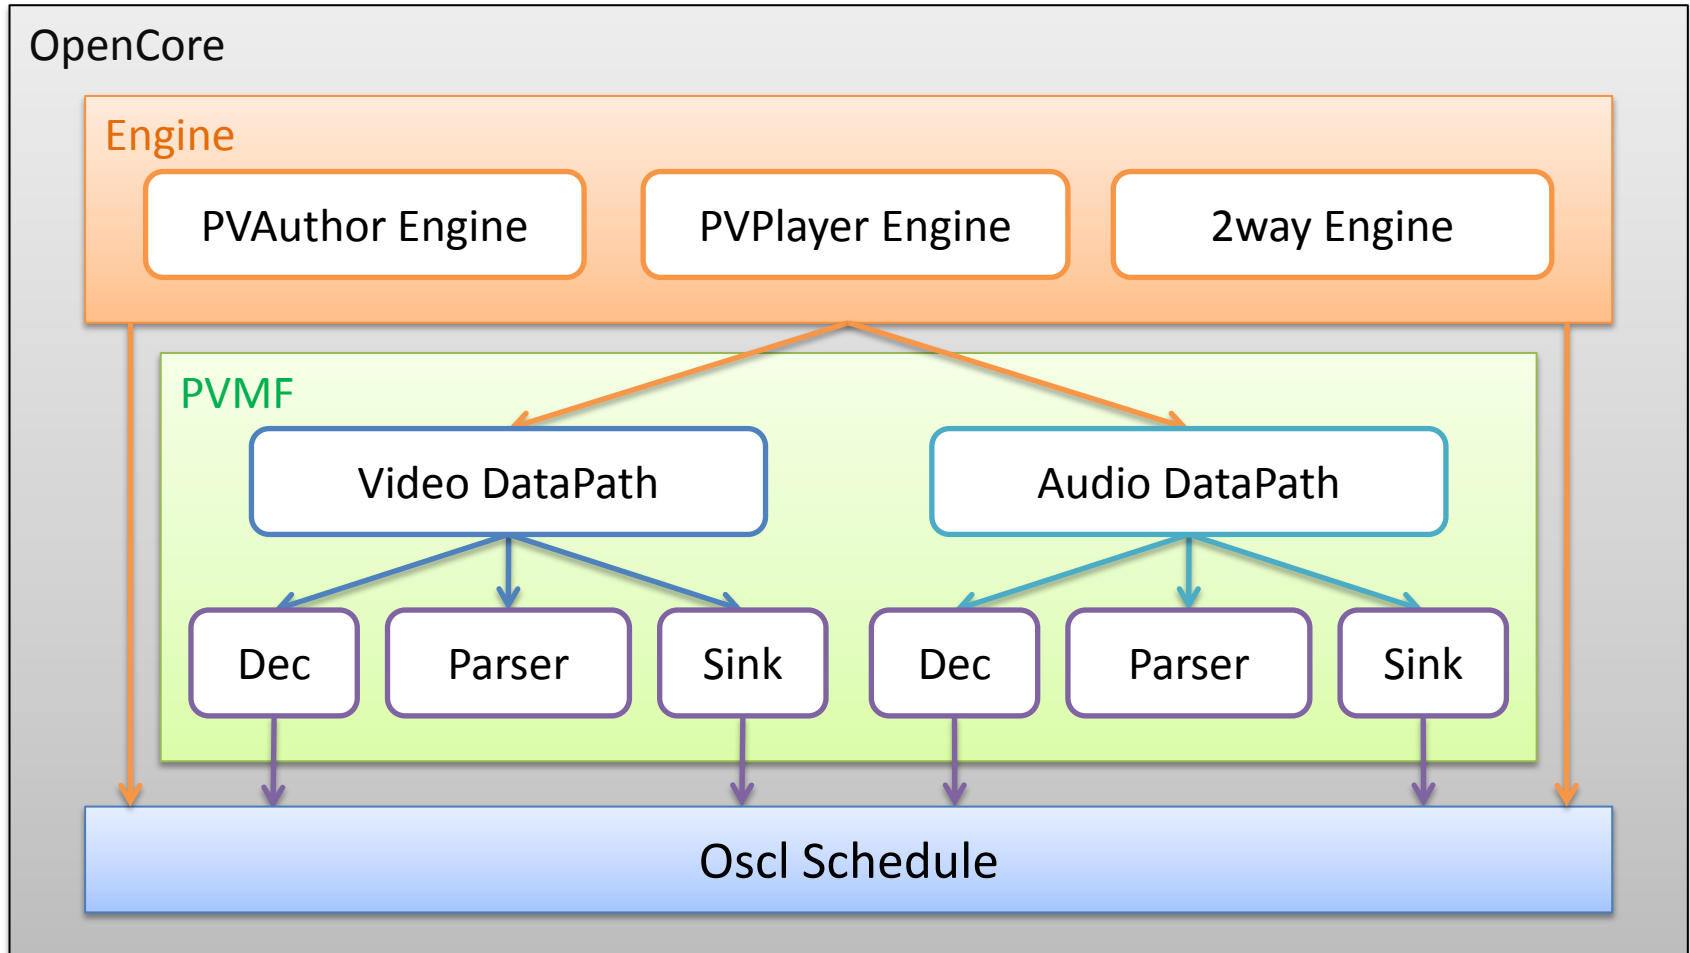 OpenCore
Engine
PVAuthor Engine
PVPlayer Engine
2way Engine
PVMF
Video DataPath
Audio DataPath
Dec
Parser
Sink
Dec
Parser
Sink
Oscl Schedule